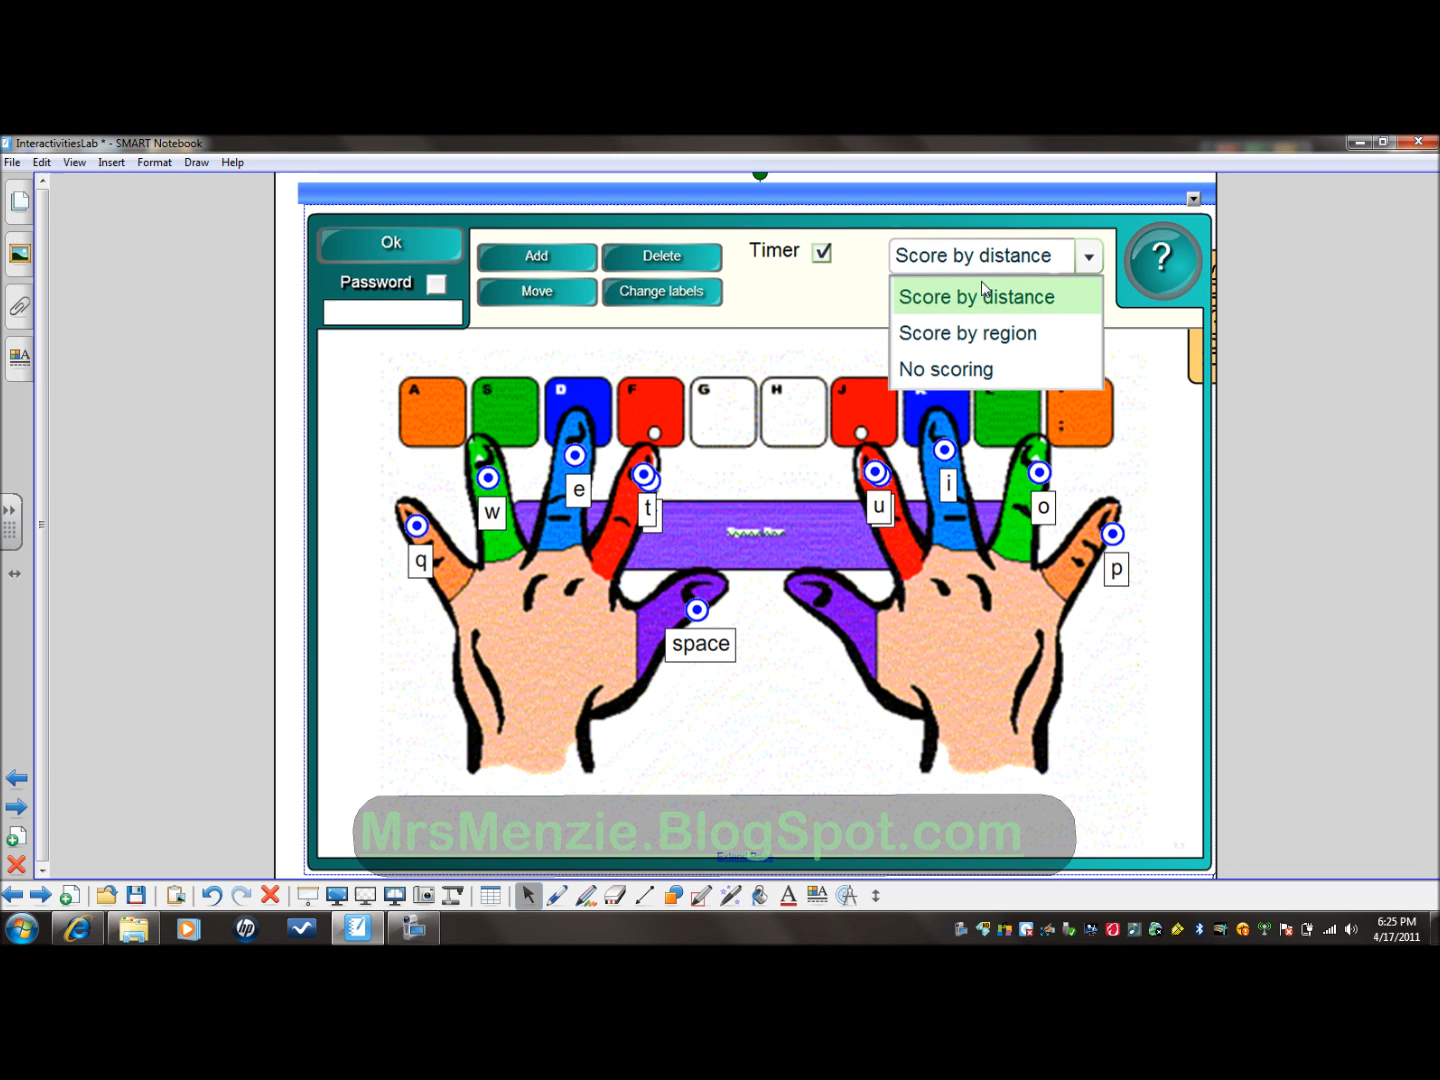 InteractivitiesLab * - SMART Notebook
File Edit View Insert Format Draw Help
Ok
Password
Add
Delete
Move
Change labels
Timer
Score by distance
?
Score by distance
Score by region
No scoring
A
S
D
F
G
H
J
K
;
w
e
t
u
i
o
q
p
space
MrsMenzie.BlogSpot.com
Extend Page
6:25 PM
4/17/2011